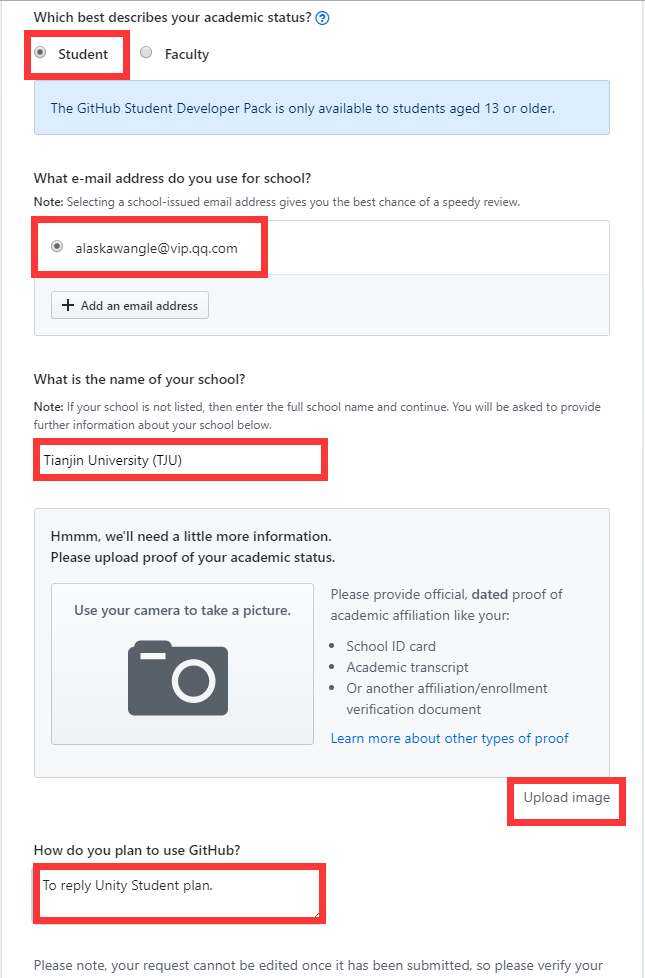 Which best describes your academic status?
Student
Faculty
The GitHub Student Developer Pack is only available to students aged 13 or older.
What e-mail address do you use for school?
Note: Selecting a school-issued email address gives you the best chance of a speedy review.
alaskawangle@vip.qq.com
Add an email address
What is the name of your school?
Note: If your school is not listed, then enter the full school name and continue. You will be asked to provide
further information about your school below.
Tianjin University (TJU)
Hmmm, we'll need a little more information.
Please upload proof of your academic status.
Use your camera to take a picture.
Please provide official, dated proof of
academic affiliation like your:
School ID card
Academic transcript
Or another affiliation/enrollment
verification document
Learn more about other types of proof
Upload image
How do you plan to use GitHub?
To reply Unity Student plan.
Please note, your request cannot be edited once it has been submitted, so please verify your